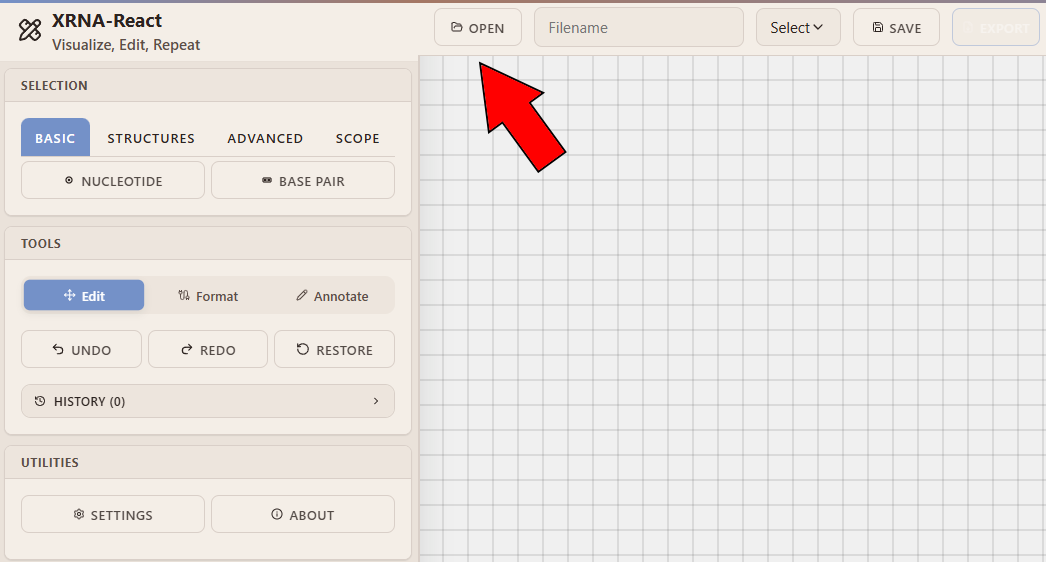 XRNA-React
Visualize, Edit, Repeat
OPEN Filename Select SAVE EXPORT
SELECTION
BASIC STRUCTURES ADVANCED SCOPE
NUCLEOTIDE BASE PAIR
TOOLS
Edit Format Annotate
UNDO REDO RESTORE
HISTORY (0)
UTILITIES
SETTINGS ABOUT